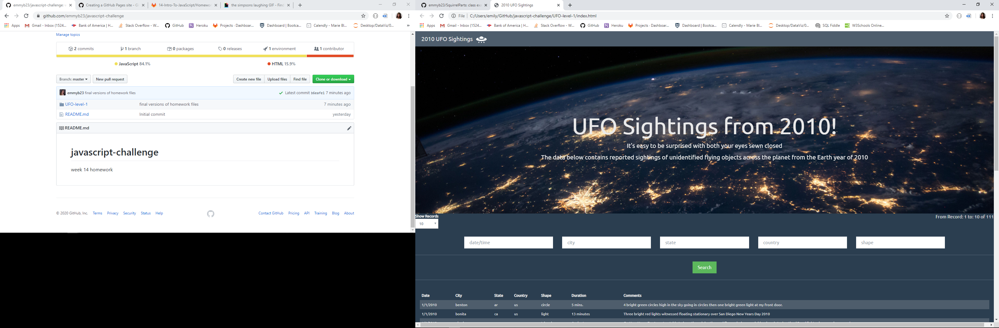 emmyb23/javascript-challenge: v
Creating a GitHub Pages site - Gi
14-Intro-To-JavaScript/Homewor
the simpsons laughing GIF - Find
github.com/emmyb23/javascript-challenge
Apps
Gmail - Inbox (1524...
Bank of America | H...
Stack Overflow - W...
GitHub
Heroku
Projects · Dashboar...
Dashboard | Bootca...
Calendly - Marie Bl...
Desktop/DataViz/0...
»
Manage topics
2 commits
1 branch
0 packages
0 releases
1 environment
1 contributor
JavaScript 84.1%
HTML 15.9%
Branch: master
New pull request
Create new file
Upload files
Find file
Clone or download
emmyb23 final versions of homework files
Latest commit b6eafe1 7 minutes ago
UFO-level-1
final versions of homework files
7 minutes ago
README.md
Initial commit
yesterday
README.md
javascript-challenge
week 14 homework
© 2020 GitHub, Inc.
Terms
Privacy
Security
Status
Help
Contact GitHub
Pricing
API
Training
Blog
About
emmyb23/SquirrelParts: class exa
2010 UFO Sightings
File
C:/Users/emily/GitHub/javascript-challenge/UFO-level-1/index.html
Apps
Gmail - Inbox (1524...
Bank of America | H...
Stack Overflow - W...
GitHub
Heroku
Projects · Dashboar...
Dashboard | Bootca...
Calendly - Marie Bl...
Desktop/DataViz/0...
SQL Fiddle
W3Schools Online...
2010 UFO Sightings
UFO Sightings from 2010!
It's easy to be surprised with both your eyes sewn closed
The data below contains reported sightings of unidentified flying objects across the planet from the Earth year of 2010
Show Records
10
From Record: 1 to: 10 of 111
date/time
city
state
country
shape
Search
Date City State Country Shape Duration Comments
1/1/2010 benton ar us circle 5 mins. 4 bright green circles high in the sky going in circles then one bright green light at my front door.
1/1/2010 bonita ca us light 13 minutes Three bright red lights witnessed floating stationary over San Diego New Years Day 2010